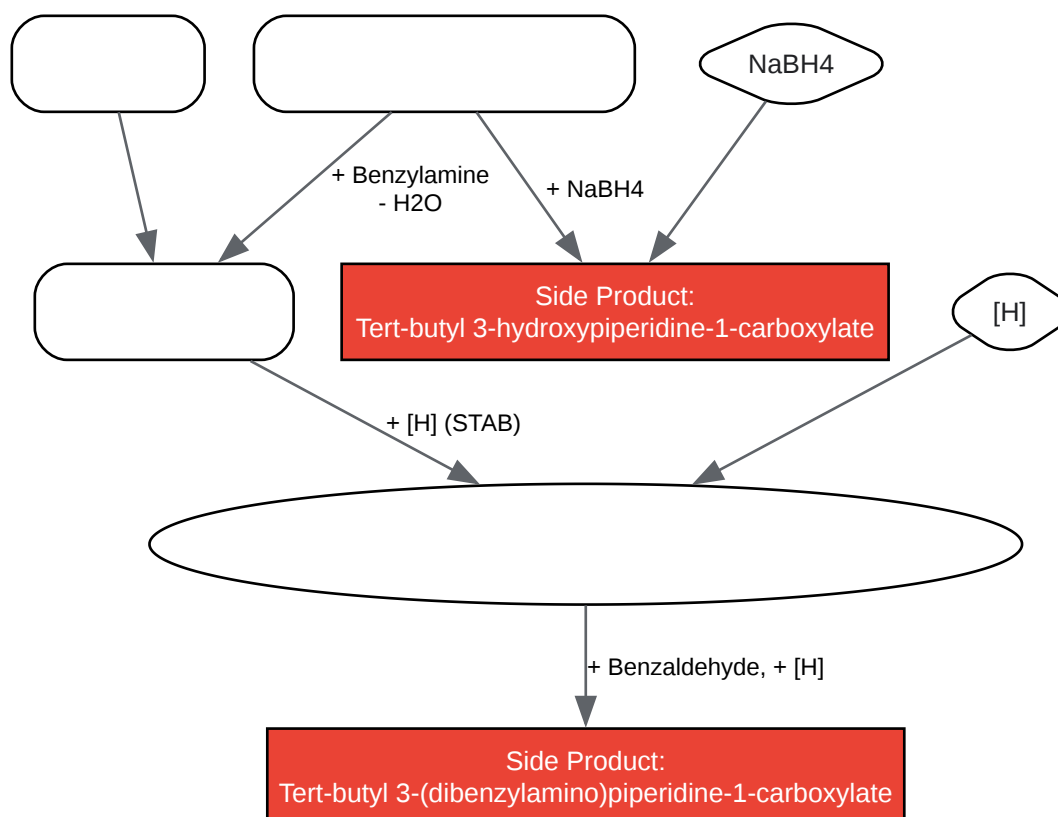 NaBH4
+ Benzylamine
- H2O
+ NaBH4
Side Product:
Tert-butyl 3-hydroxypiperidine-1-carboxylate
[H]
+ [H] (STAB)
+ Benzaldehyde, + [H]
Side Product:
Tert-butyl 3-(dibenzylamino)piperidine-1-carboxylate